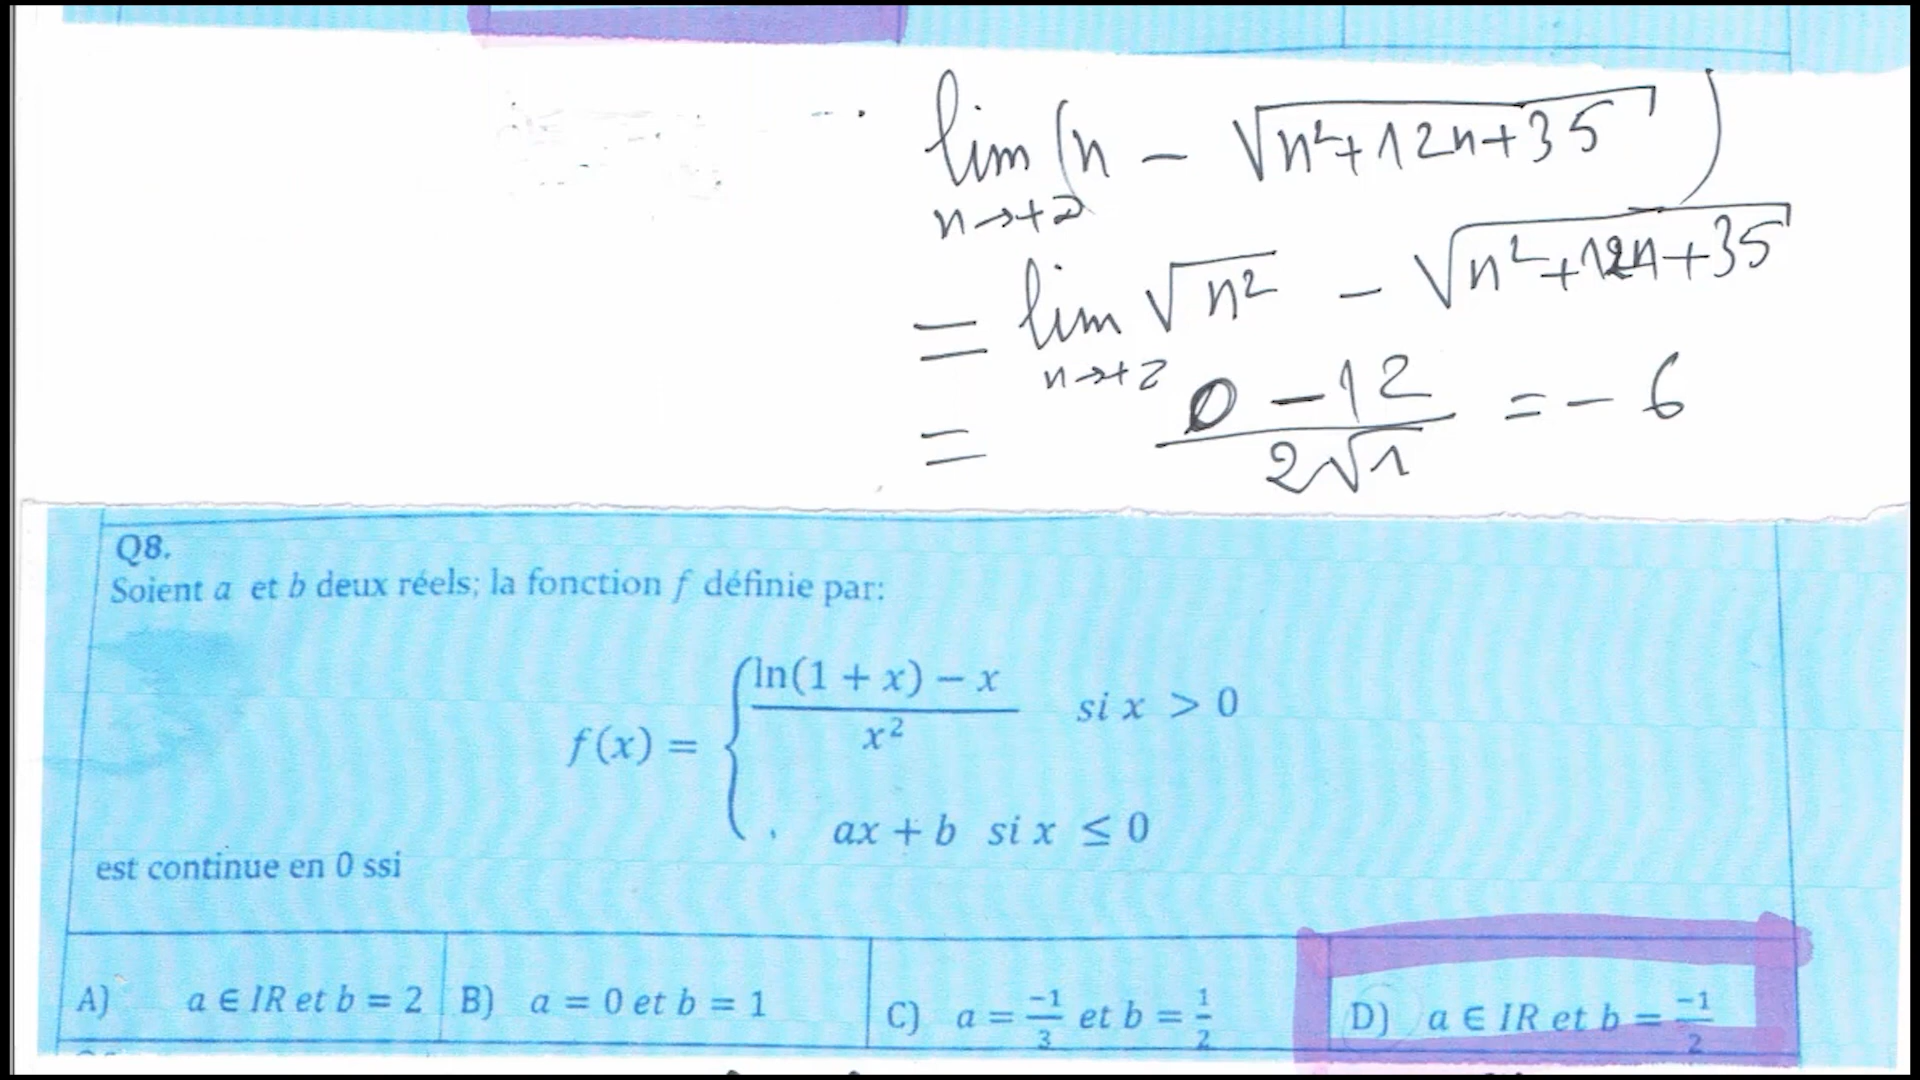 lim (n − √n²+12n+35)
n→+∞
= lim √n² − √n²+12n+35
n→+∞
= 0 − 12 / 2√1 = − 6
Q8.
Soient a et b deux réels; la fonction f définie par:
f(x) = { ln(1 + x) − x / x² si x > 0
ax + b si x ≤ 0
est continue en 0 ssi
A) a ∈ IR et b = 2 B) a = 0 et b = 1 C) a = −1/3 et b = 1/2 D) a ∈ IR et b = −1/2